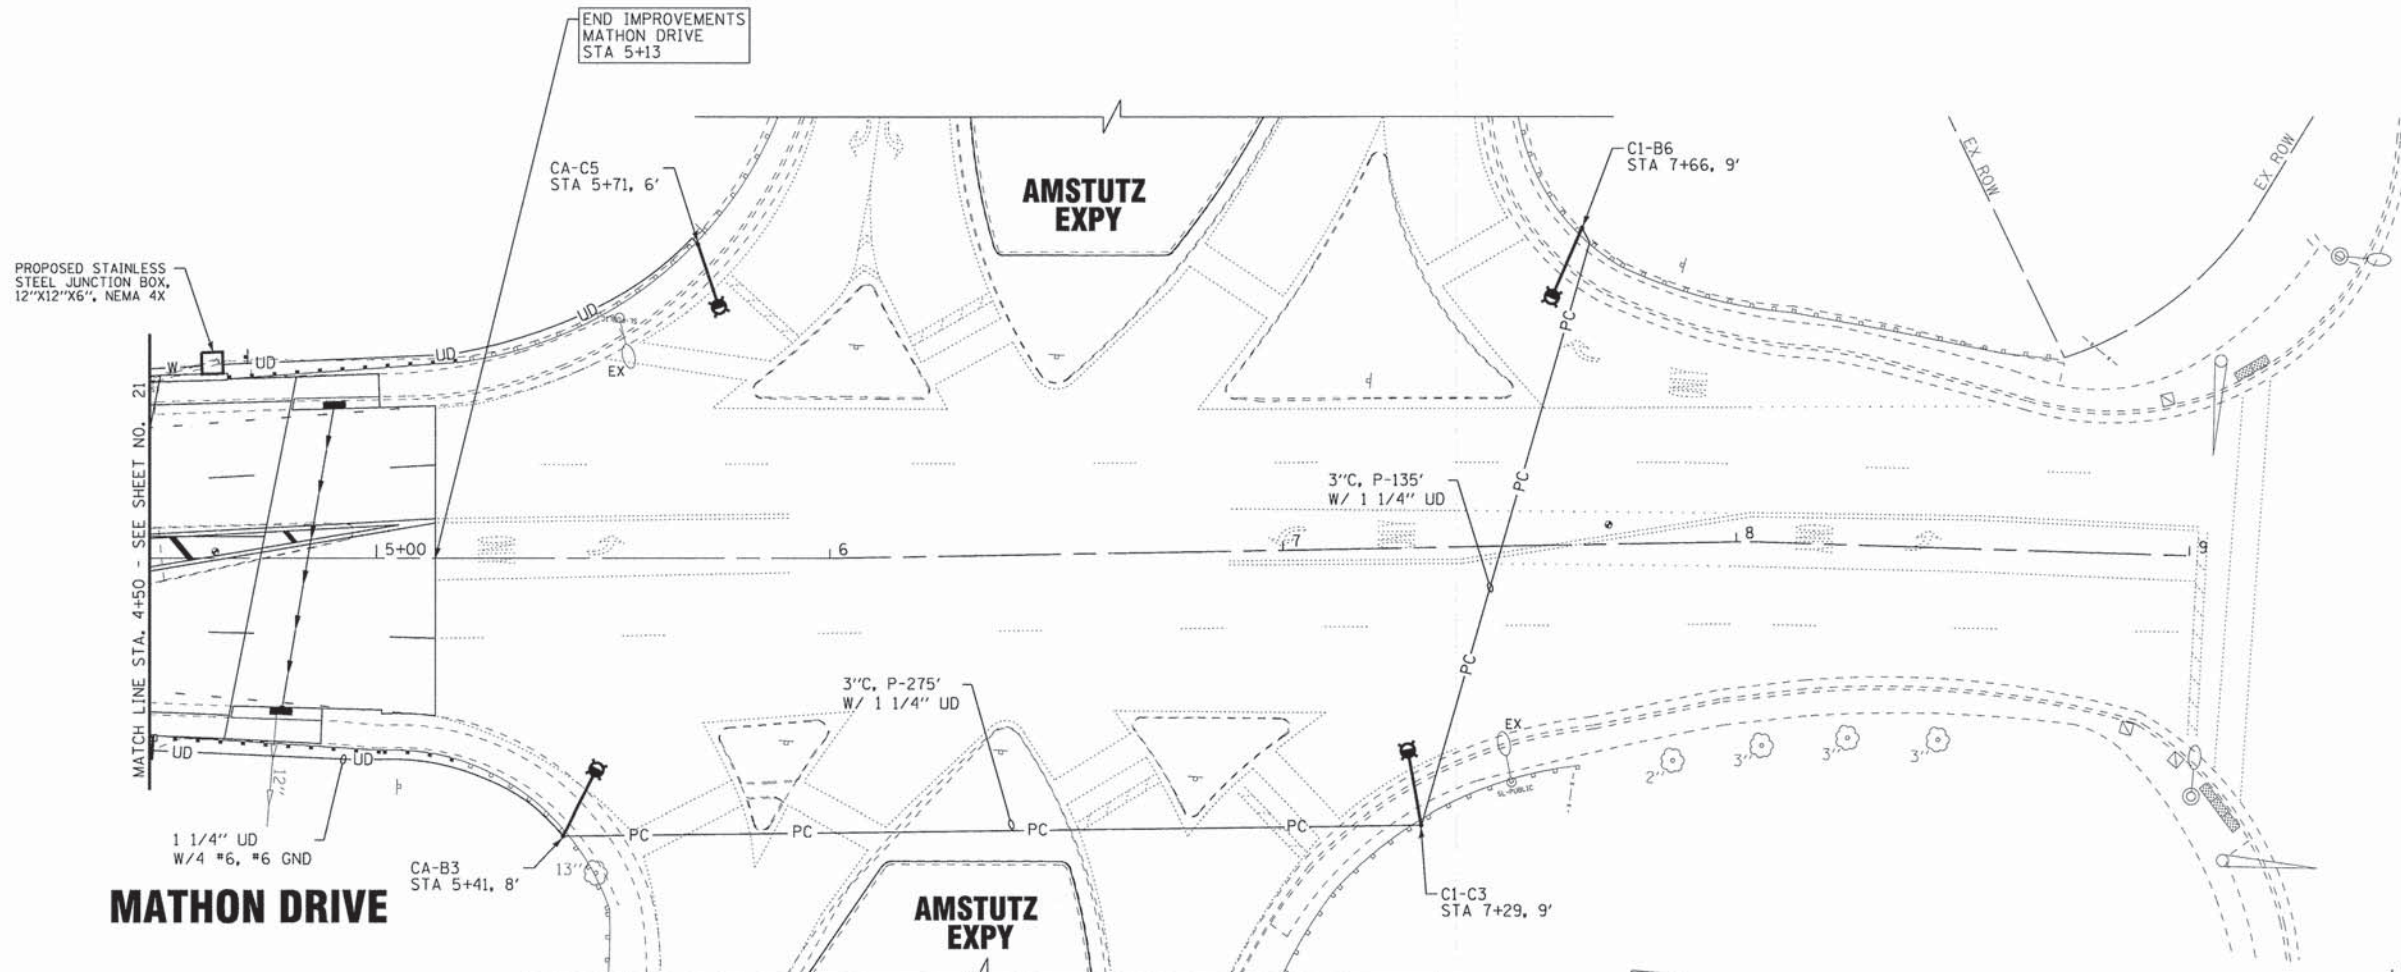 END IMPROVEMENTS
MATHON DRIVE
STA 5+13
CA-C5
STA 5+71, 6'
AMSTUTZ
EXPY
C1-B6
STA 7+66, 9'
EX ROW
EX ROW
PROPOSED STAINLESS
STEEL JUNCTION BOX,
12"X12"X6", NEMA 4X
W
UD
UD
UD
EX
PC
MATCH LINE STA. 4+50 - SEE SHEET NO. 21
3"C, P-135'
W/ 1 1/4" UD
PC
5+00
6
7
8
9
PC
3"C, P-275'
W/ 1 1/4" UD
EX
UD
UD
12"
2"
3"
3"
3"
SL-PUBLIC
PC
PC
PC
PC
1 1/4" UD
W/4 #6, #6 GND
CA-B3
STA 5+41, 8'
13"
MATHON DRIVE
AMSTUTZ
EXPY
C1-C3
STA 7+29, 9'